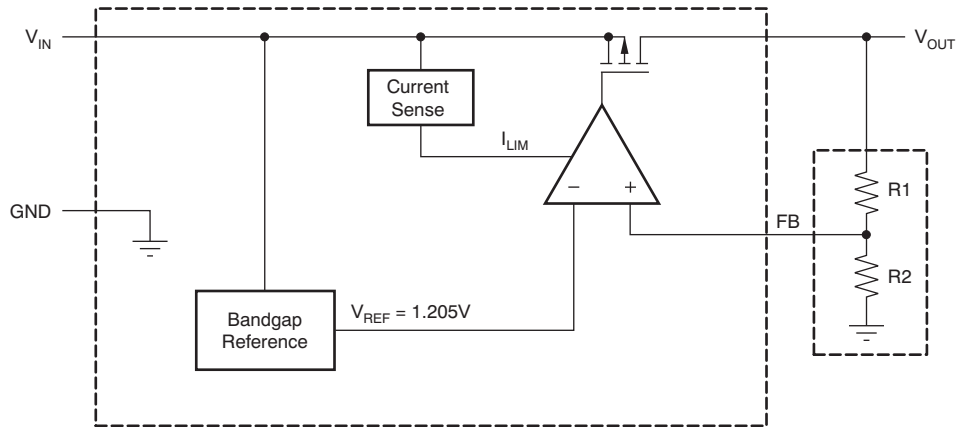 V_IN
V_OUT
Current
Sense
I_LIM
− +
R1
GND
FB
R2
V_REF = 1.205V
Bandgap
Reference